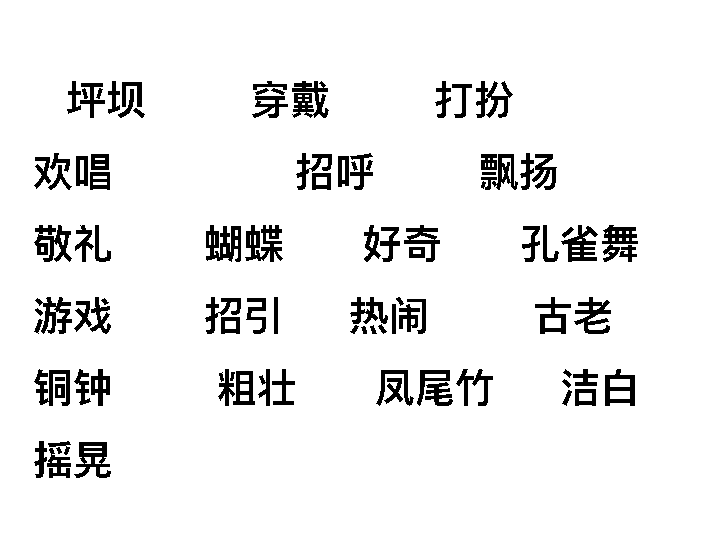 坪坝 穿戴 打扮
欢唱 招呼 飘扬
敬礼 蝴蝶 好奇 孔雀舞
游戏 招引 热闹 古老
铜钟 粗壮 凤尾竹 洁白
摇晃